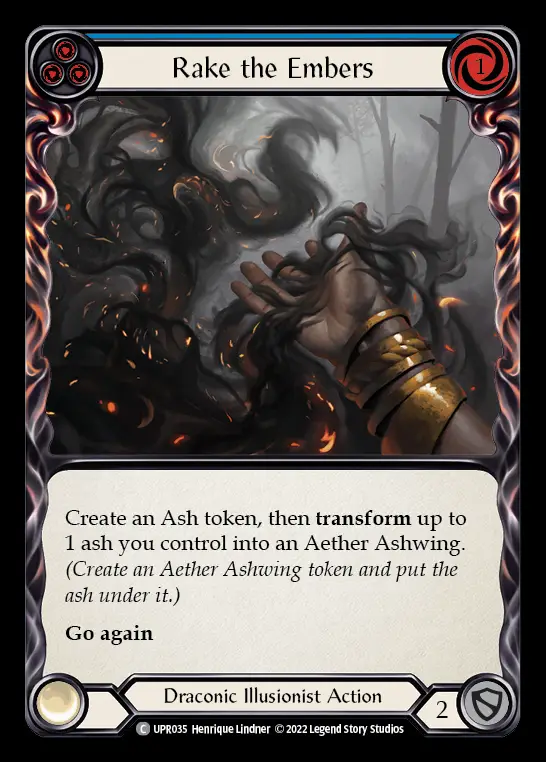 Rake the Embers
1
Create an Ash token, then transform up to
1 ash you control into an Aether Ashwing.
(Create an Aether Ashwing token and put the
ash under it.)
Go again
Draconic Illusionist Action
2
C UPR035 Henrique Lindner © 2022 Legend Story Studios